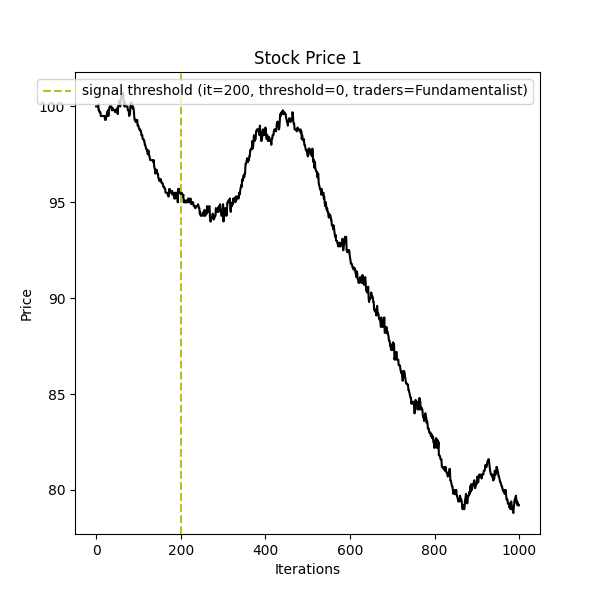 Stock Price 1
signal threshold (it=200, threshold=0, traders=Fundamentalist)
100
95
90
85
80
Price
0 200 400 600 800 1000
Iterations